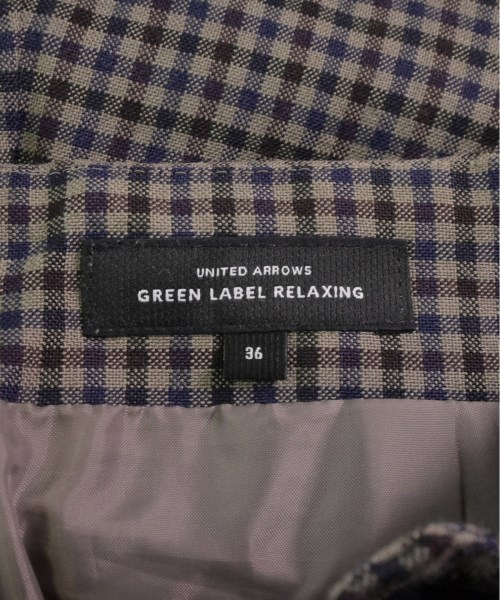 UNITED ARROWS
GREEN LABEL RELAXING
36